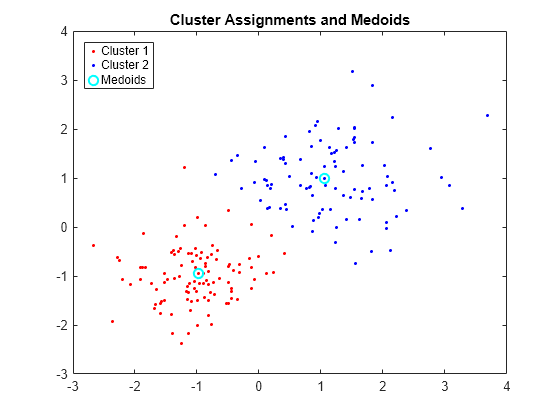 Cluster Assignments and Medoids
Cluster 1
Cluster 2
Medoids
4
3
2
1
0
-1
-2
-3
-3 -2 -1 0 1 2 3 4